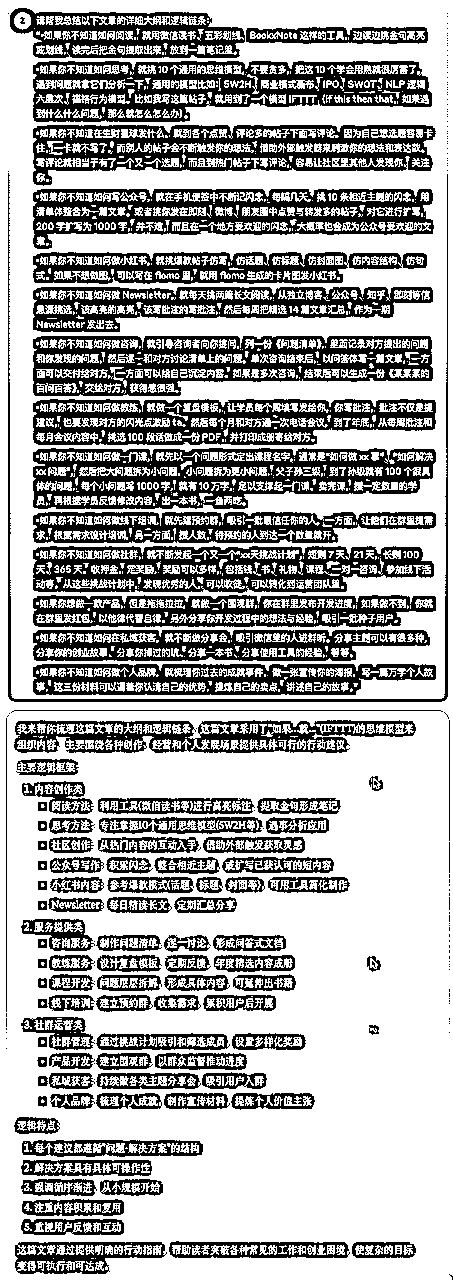 请帮我总结以下文章的详细大纲和逻辑链条:
"如果你不知道如何阅读,就用微信读书、五彩划线、BookxNote 这样的工具,边读边挑金句高亮
或划线,读完后把金句提取出来,放到一篇笔记里。
如果你不知道如何思考,就挑 10 个通用的思维模型,不要贪多,把这 10 个学会用熟就很厉害了。
遇到问题就拿它们分析一下,通用的模型比如:5W2H、商业模式画布、IPO、SWOT、NLP 逻辑
六层次、福格行为模型。比如我写这篇帖子,就用到了一个模型 IFTTT(if this then that,如果遇
到什么什么问题,那么就怎么怎么办)。
如果你不知道在生财星球发什么,就到各个点赞、评论多的帖子下面写评论。因为自己想选题容易卡
住,一卡就不写了。而别人的帖子会不断触发你的想法,借助外部触发器来刺激你的想法和表达欲。
写评论就相当于有了一个又一个选题,而且到热门帖子下写评论,容易让社区里其他人发现你、关注
你。
如果你不知道如何写公众号,就在手机便签中不断记闪念,每隔几天,搞 10 条相近主题的闪念,用
清单体整合为一篇文章,或者找你发在即刻、微博、朋友圈中点赞与转发多的帖子,对它进行扩写,
200 字扩写为 1000 字,并不难,而且在一个地方受欢迎的闪念,大概率也会成为公众号受欢迎的文
章。
如果你不知道如何做小红书,就找爆款帖子仿写,仿话题、仿标题、仿封面图、仿内容结构、仿句
式。如果不想做图,可以写在 flomo 里,就用 flomo 生成的卡片图发小红书。
如果你不知道如何做 Newsletter,就每天挑两篇长文阅读,从独立博客、公众号、知乎、即刻等信
息源挑选,该高亮的高亮,该写批注的写批注,然后每周把精选 14 篇文章汇总,作为一期
Newsletter 发出去。
如果你不知道如何做咨询,就引导咨询者向你提问,列一份《问题清单》,里面记录对方提出的问题
和你发现的问题,然后逐一和对方讨论清单上的问题。单次咨询结束后,以问答体写一篇文章,一方
面可以交付给对方,一方面可以给自己沉淀内容。如果是多次咨询,结束后可以生成一份《某某某的
百问百答》,交给对方,获得感很强。
如果你不知道如何做教练,就做一个复盘模板,让学员每个周填写发给你,你写批注,批注不仅是提
建议,也要发现对方的闪光点激励 ta,然后每个月和对方通一次电话会议,到了年底,从每周批注和
每月会议内容中,挑选 100 段话做成一份 PDF,并打印成册寄给对方。
如果你不知道如何做一门课,就先以一个问题形式定出课程名字,通常是"如何做 xx 事"、"如何解决
xx 问题",然后把大问题拆为小问题,小问题拆为更小问题,父子孙三级,到了孙级就有 100 个很具
体的问题,每个小问题写 1000 字,就有 10 万字,足以支撑起一门课,卖完课,攒一定数量的学
员,再根据学员反馈修改内容,出一本书,一鱼两吃。
如果你不知道如何做线下培训,就先建预约群,吸引一批最信任你的人,一方面,让他们在群里提需
求,根据需求设计培训,另一方面,攒人数,待预约的人到达一个数量就开。
如果你不知道如何做社群,就不断发起一个又一个"xx天挑战计划",短则 7 天、21 天,长则 100
天、365 天,收押金,定奖励,奖励可以多样,包括钱、书、礼物、课程、一对一咨询、参加线下活
动等,从这些挑战计划中,发现优秀的人,可以收徒,可以转化到运营团队里。
如果您想做一款产品,但是拖拖拉拉,就做一个围观群,你在群里发布开发进度,如果做不到,你就
在群里发红包,以他律代替自律。另外分享你开发过程中的想法与经验,吸引一批种子用户。
如果你不知道如何在私域获客,就不断做分享会,吸引微信里的人进群听。分享主题可以有很多种,
分享你的创业故事,分享你掉过的坑,分享一本书,分享使用工具的经验,等等。
如果你不知道如何做个人品牌,就梳理你过去的成就事件,做一张宣传你的海报,写一篇万字个人故
事,这三份材料可以逼着你认清自己的优势,提炼自己的卖点,讲述自己的故事。"
我来帮你梳理这篇文章的大纲和逻辑链条。这篇文章采用了"如果...就..."(IFTTT)的思维模型来
组织内容,主要围绕各种创作、经营和个人发展场景提供具体可行的行动建议。
主要逻辑框架:
1. 内容创作类
阅读方法:利用工具(微信读书等)进行高亮标注,提取金句形成笔记
思考方法:专注掌握10个通用思维模型(5W2H等),遇事分析应用
社区创作:从热门内容的互动入手,借助外部触发获取灵感
公众号写作:积累闪念,整合相近主题,或扩写已获认可的短内容
小红书内容:参考爆款模式(话题、标题、封面等),可用工具简化制作
Newsletter:每日精读长文,定期汇总分享
2. 服务提供类
咨询服务:制作问题清单,逐一讨论,形成问答式文档
教练服务:设计复盘模板,定期反馈,年度精选内容成册
课程开发:问题层层拆解,形成具体内容,可延伸出书籍
线下培训:建立预约群,收集需求,累积用户后开展
3. 社群运营类
社群管理:通过挑战计划吸引和筛选成员,设置多样化奖励
产品开发:建立围观群,以群众监督推动进度
私域获客:持续做各类主题分享会,吸引用户入群
个人品牌:梳理个人成就,制作宣传材料,提炼个人价值主张
逻辑特点:
1. 每个建议都遵循"问题-解决方案"的结构
2. 解决方案具有具体可操作性
3. 强调循序渐进,从小规模开始
4. 注重内容积累和复用
5. 重视用户反馈和互动
这篇文章通过提供明确的行动指南,帮助读者突破各种常见的工作和创业困境,使复杂的目标
变得可执行和可达成。